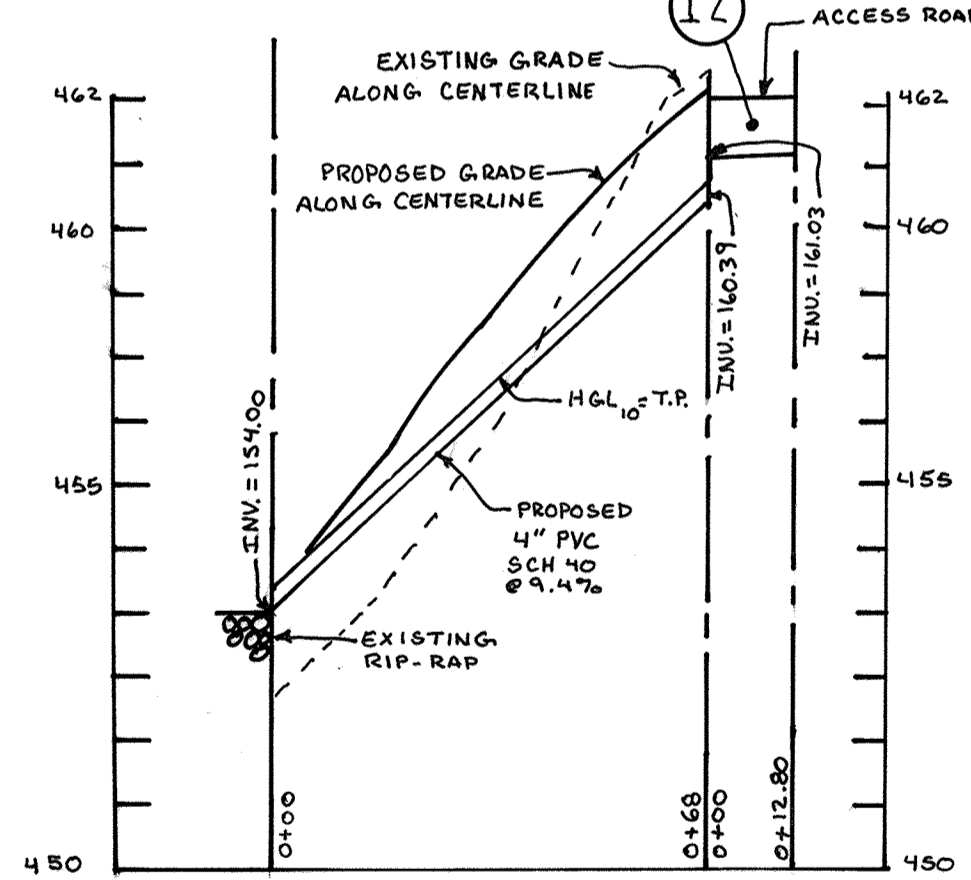 12
ACCESS ROAD
EXISTING GRADE
ALONG CENTERLINE
462
462
PROPOSED GRADE
ALONG CENTERLINE
460
460
INV. = 160.39
INV. = 161.03
HGL10 = T.P.
INV. = 154.00
455
455
PROPOSED
4" PVC
SCH 40
@ 9.4%
EXISTING
RIP-RAP
0+00
0+68
0+00
0+12.80
450
450